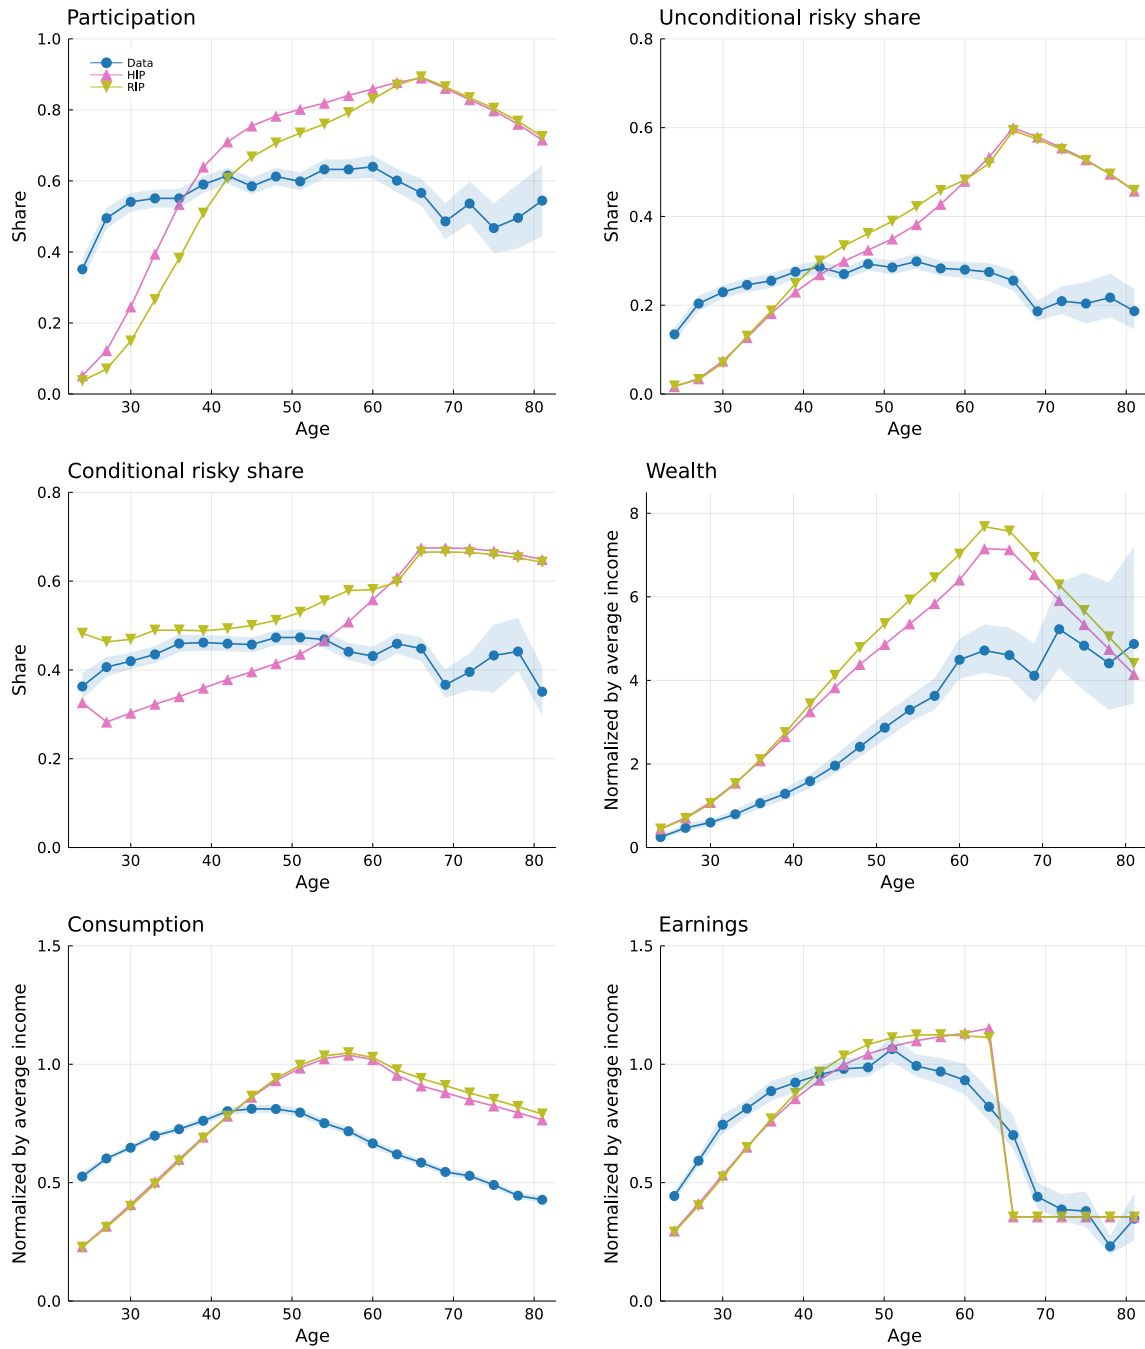 Participation
1.0
0.8
0.6
0.4
0.2
0.0
Share
Data
HIP
RIP
30 40 50 60 70 80
Age
Unconditional risky share
0.8
0.6
0.4
0.2
0.0
Share
30 40 50 60 70 80
Age
Conditional risky share
0.8
0.6
0.4
0.2
0.0
Share
30 40 50 60 70 80
Age
Wealth
8
6
4
2
0
Normalized by average income
30 40 50 60 70 80
Age
Consumption
1.5
1.0
0.5
0.0
Normalized by average income
30 40 50 60 70 80
Age
Earnings
1.5
1.0
0.5
0.0
Normalized by average income
30 40 50 60 70 80
Age